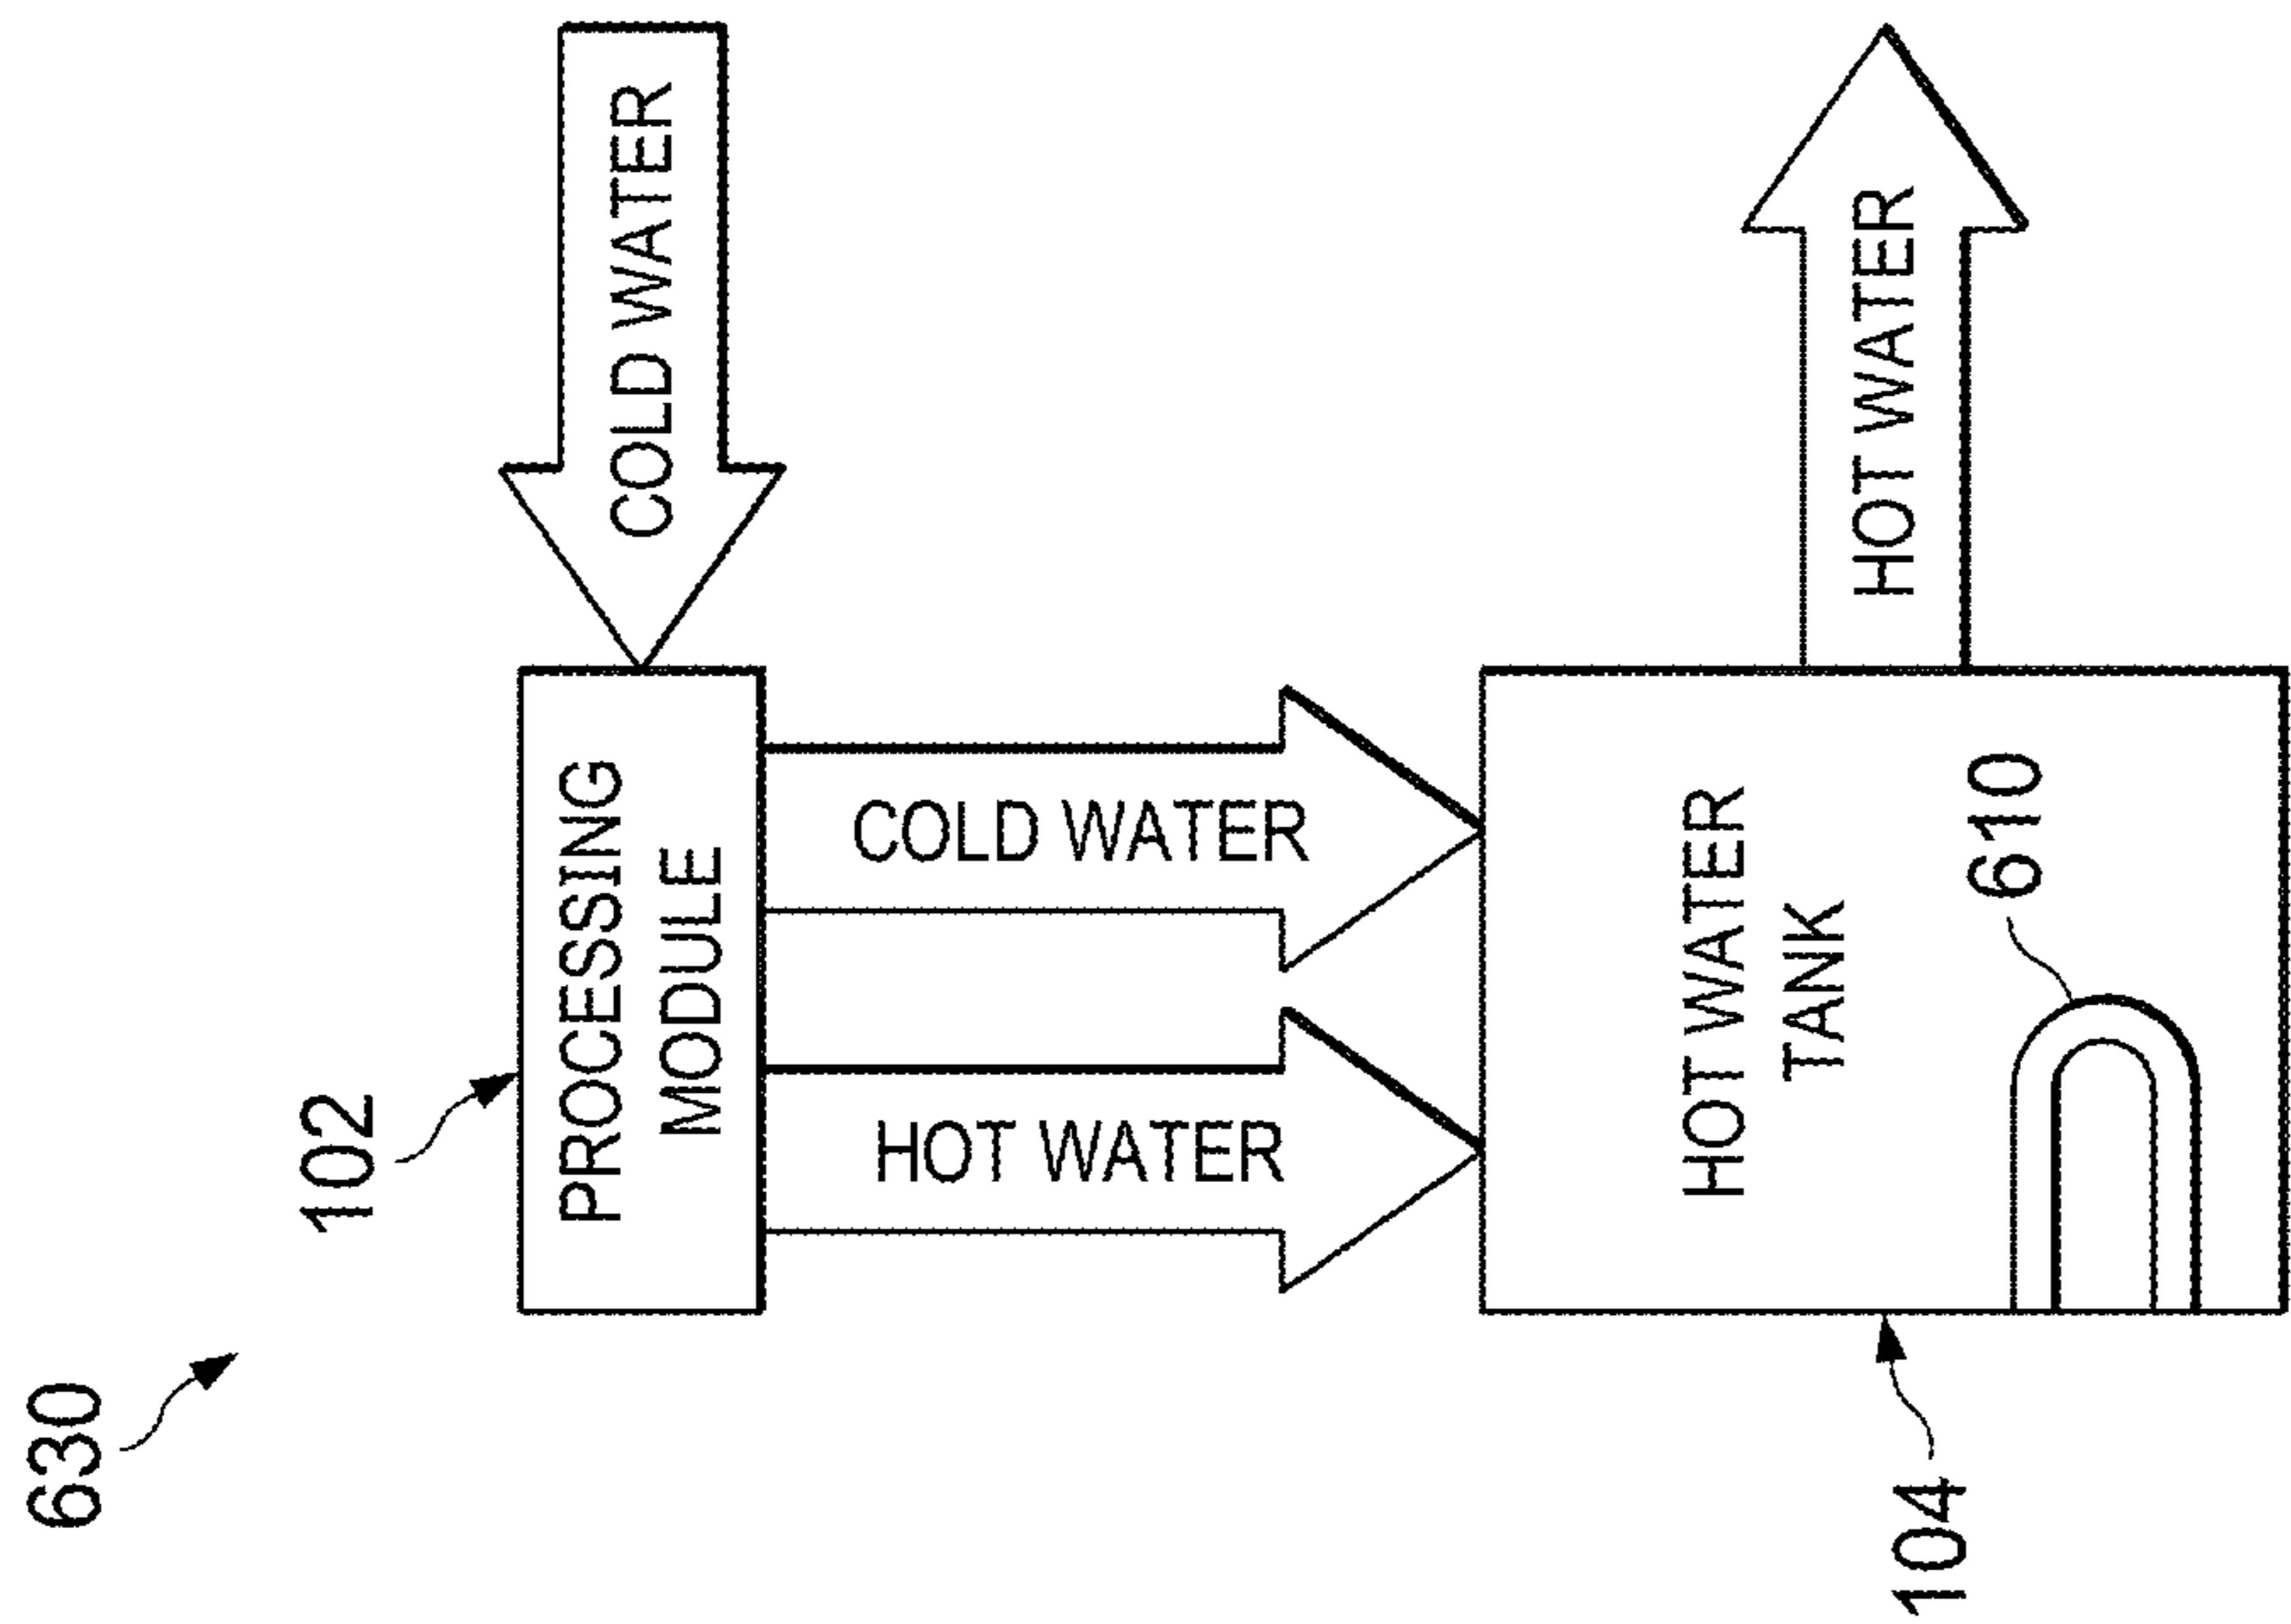 630
102
COLD WATER
PROCESSING
MODULE
COLD WATER
HOT WATER
HOT WATER
HOT WATER
TANK
610
104